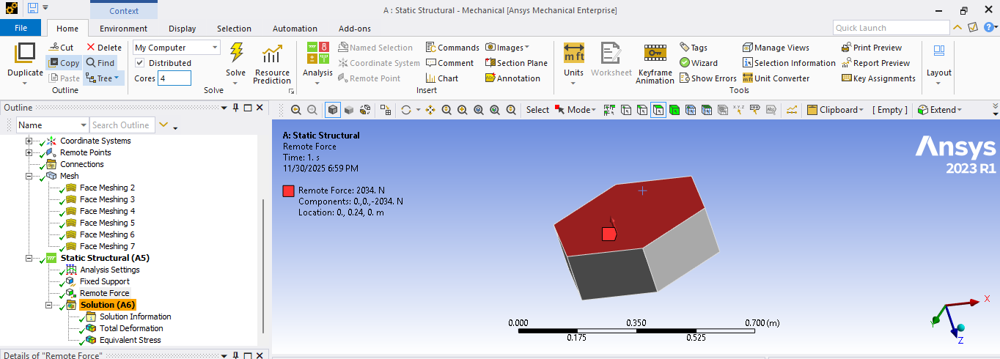 Context
A : Static Structural - Mechanical [Ansys Mechanical Enterprise]
File Home Environment Display Selection Automation Add-ons Quick Launch
Duplicate
Cut Delete
Copy Find
Paste Tree
Outline
My Computer
Distributed
Cores 4
Solve
Resource Prediction
Solve
Analysis
Named Selection Commands Images
Coordinate System Comment Section Plane
Remote Point Chart Annotation
Insert
Units Worksheet Keyframe Animation
Tags Manage Views Print Preview
Wizard Selection Information Report Preview
Show Errors Unit Converter Key Assignments
Tools
Layout
Outline
Name Search Outline
Select Mode Clipboard [ Empty ] Extend
Coordinate Systems
Remote Points
Connections
Mesh
Face Meshing 2
Face Meshing 3
Face Meshing 4
Face Meshing 5
Face Meshing 6
Face Meshing 7
Static Structural (A5)
Analysis Settings
Fixed Support
Remote Force
Solution (A6)
Solution Information
Total Deformation
Equivalent Stress
Details of "Remote Force"
A: Static Structural
Remote Force
Time: 1. s
11/30/2025 6:59 PM
Remote Force: 2034. N
Components: 0.,0.,-2034. N
Location: 0., 0.24, 0. m
Ansys
2023 R1
0.000 0.350 0.700 (m)
0.175 0.525
X
Y
Z